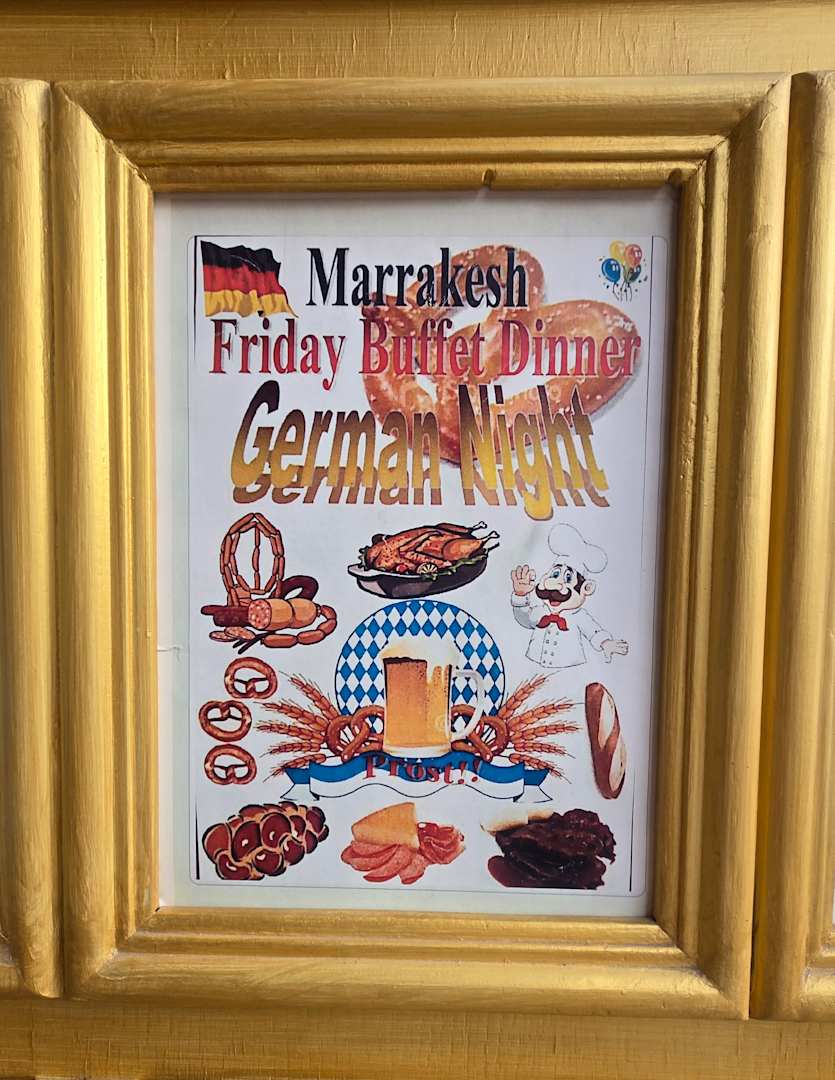 Marrakesh
Friday Buffet Dinner
German Night
Prost!!